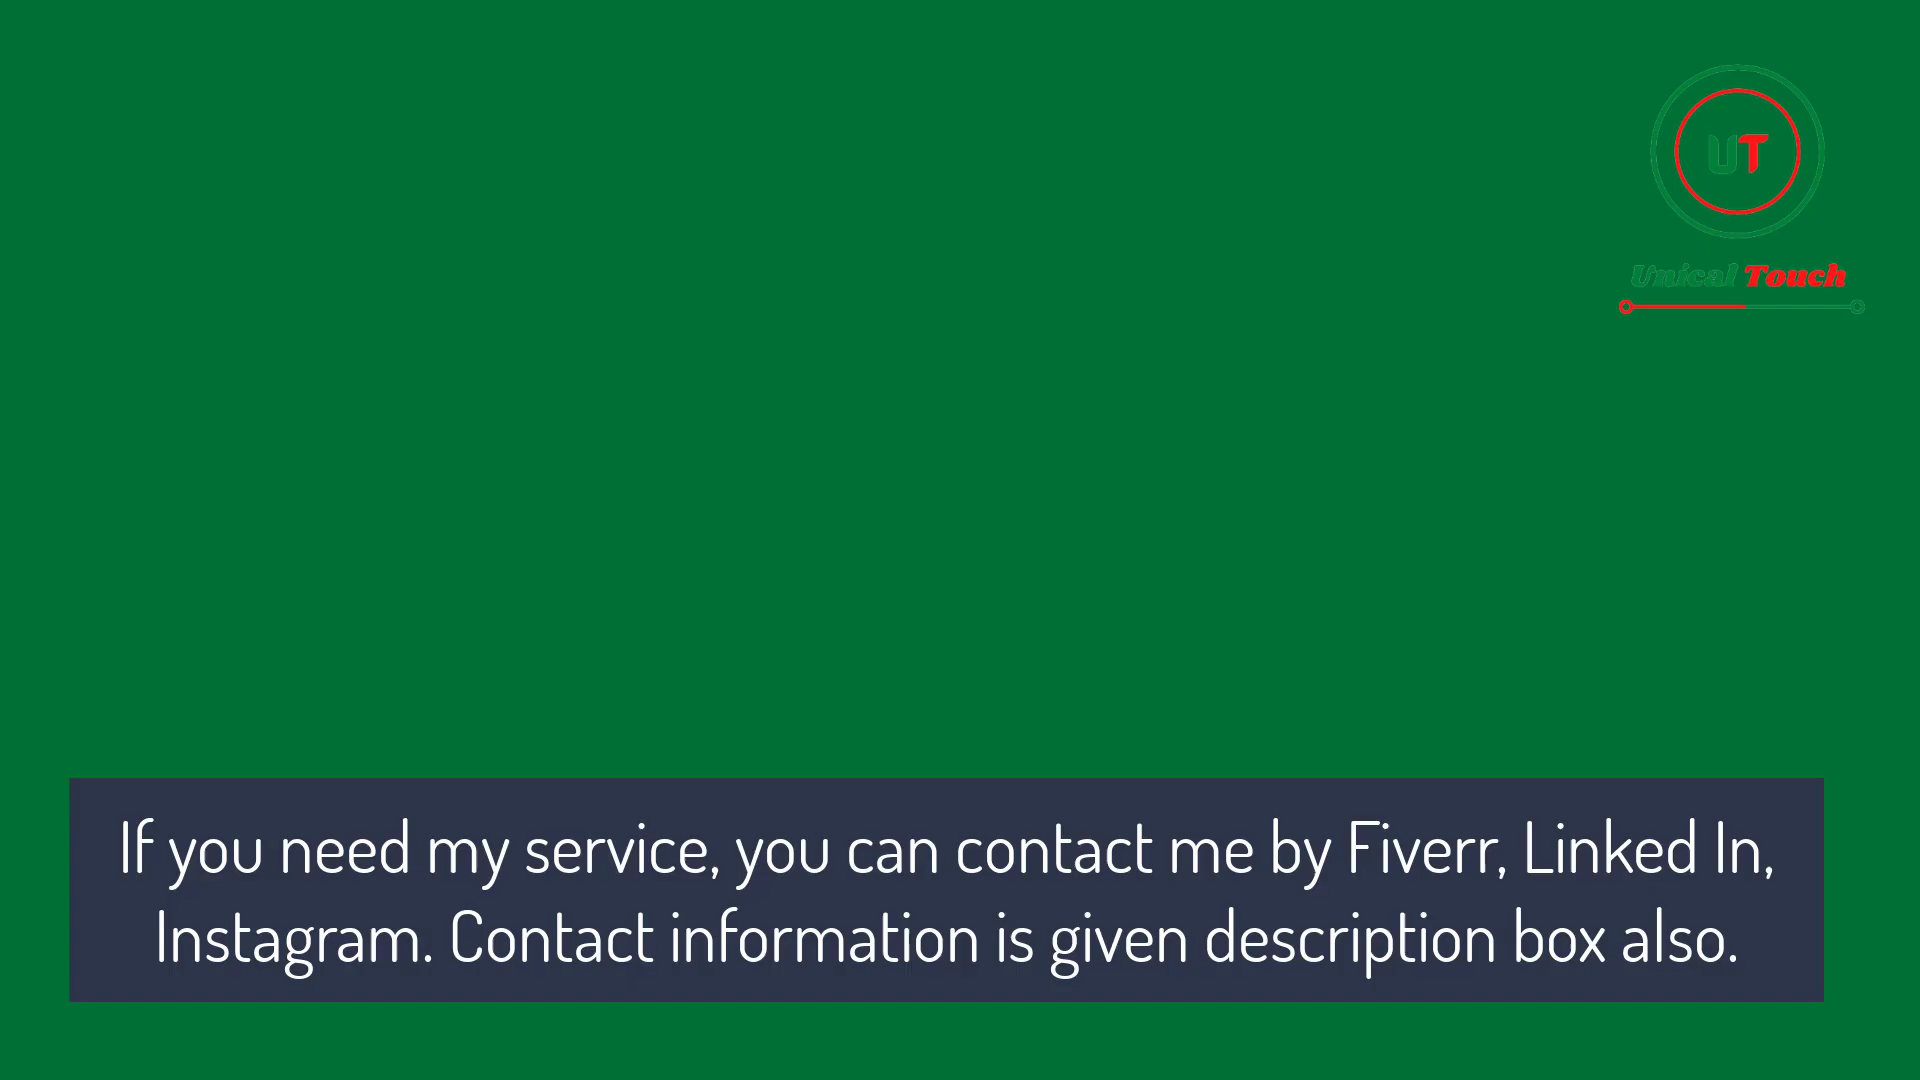 UT
Unical Touch
If you need my service, you can contact me by Fiverr, Linked In,
Instagram. Contact information is given description box also.